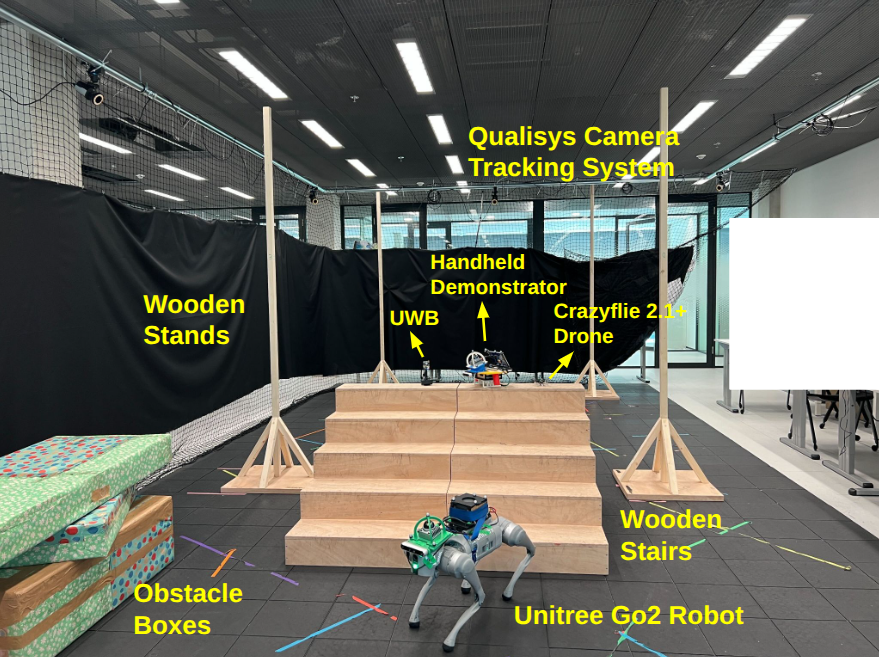 Qualisys Camera
Tracking System
Handheld
Demonstrator
Wooden
Stands
UWB
Crazyflie 2.1+
Drone
Wooden
Stairs
Obstacle
Boxes
Unitree Go2 Robot